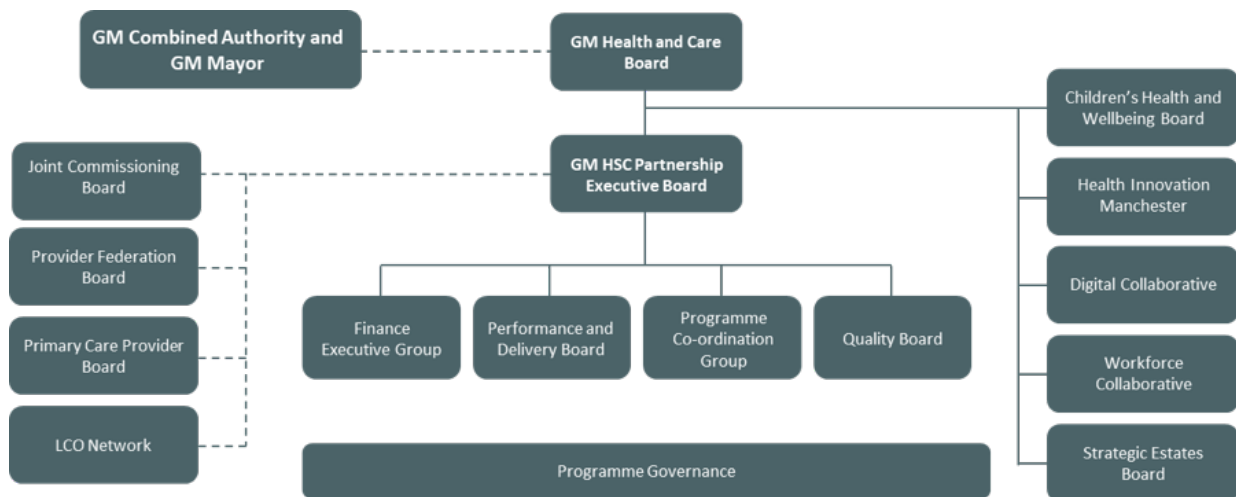 GM Combined Authority and
GM Mayor
GM Health and Care
Board
Children’s Health and
Wellbeing Board
Joint Commissioning
Board
GM HSC Partnership
Executive Board
Health Innovation
Manchester
Provider Federation
Board
Digital Collaborative
Finance
Executive Group
Performance and
Delivery Board
Programme
Co-ordination
Group
Quality Board
Primary Care Provider
Board
Workforce
Collaborative
LCO Network
Programme Governance
Strategic Estates
Board